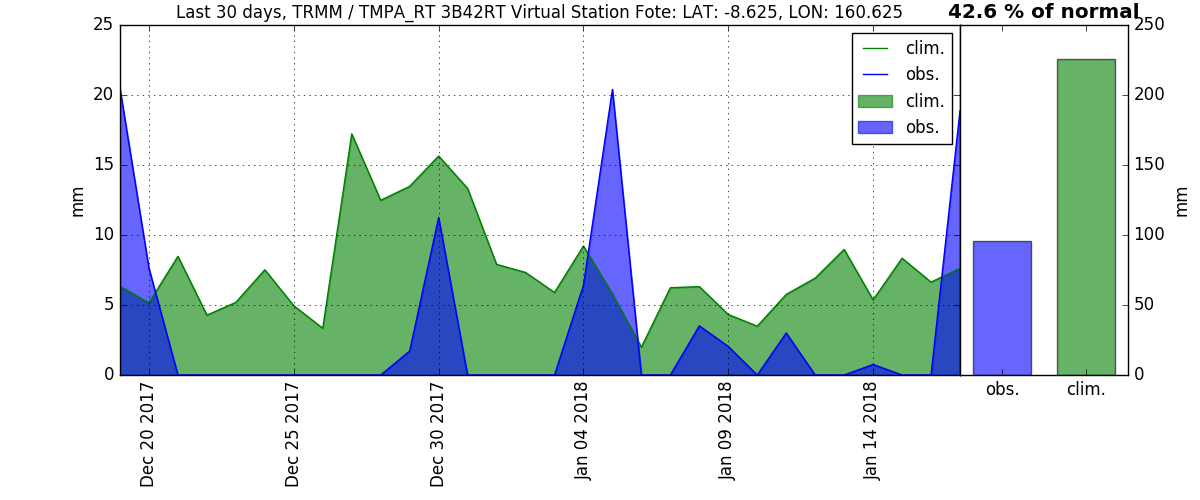 Last 30 days, TRMM / TMPA_RT 3B42RT Virtual Station Fote: LAT: -8.625, LON: 160.625
42.6 % of normal
25
20
15
10
5
0
mm
clim.
obs.
clim.
obs.
250
200
150
100
50
0
mm
obs.
clim.
Dec 20 2017
Dec 25 2017
Dec 30 2017
Jan 04 2018
Jan 09 2018
Jan 14 2018